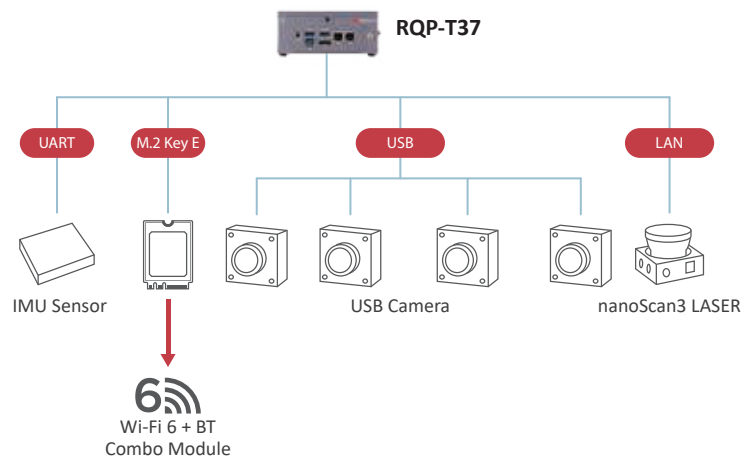 RQP-T37
UART
M.2 Key E
USB
LAN
IMU Sensor
USB Camera
nanoScan3 LASER
6
Wi-Fi 6 + BT
Combo Module